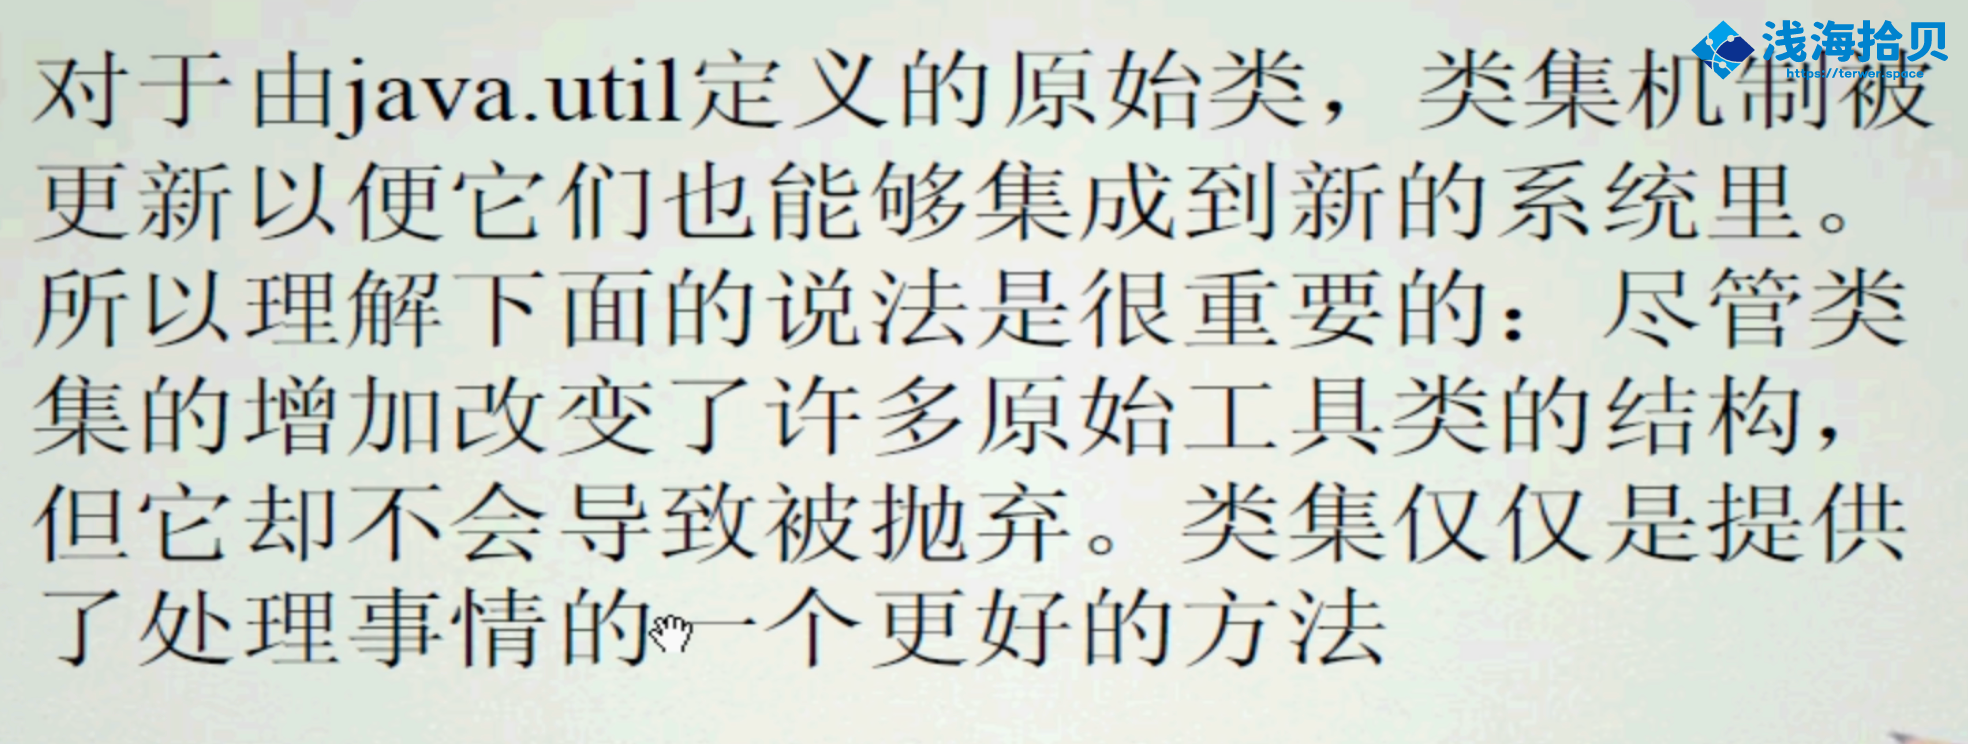 浅海拾贝
https://terwer.space
对于由java.util定义的原始类，类集机制被
更新以便它们也能够集成到新的系统里。
所以理解下面的说法是很重要的：尽管类
集的增加改变了许多原始工具类的结构，
但它却不会导致被抛弃。类集仅仅是提供
了处理事情的一个更好的方法